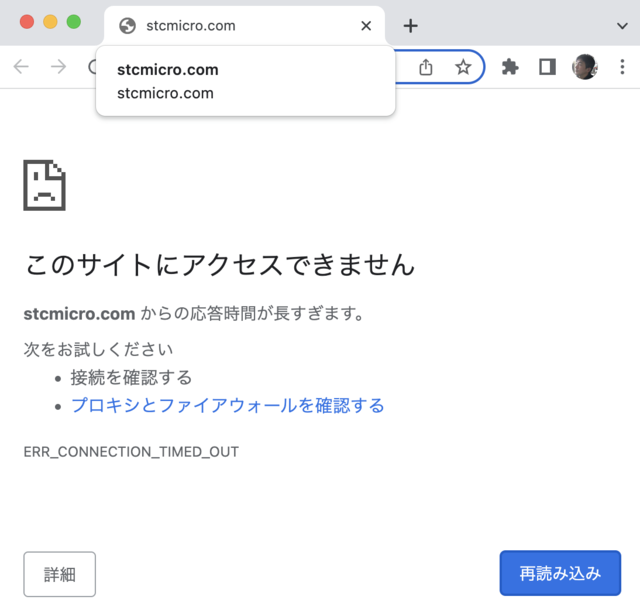 stcmicro.com
stcmicro.com
stcmicro.com
このサイトにアクセスできません
stcmicro.com からの応答時間が長すぎます。
次をお試しください
• 接続を確認する
• プロキシとファイアウォールを確認する
ERR_CONNECTION_TIMED_OUT
詳細
再読み込み